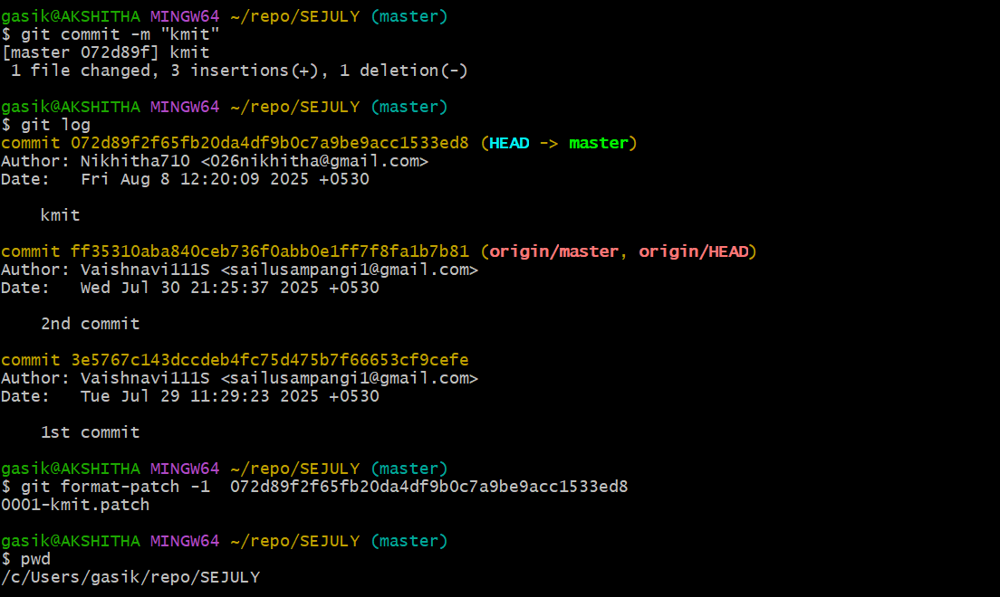 gasik@AKSHITHA MINGW64 ~/repo/SEJULY (master)
$ git commit -m "kmit"
[master 072d89f] kmit
 1 file changed, 3 insertions(+), 1 deletion(-)

gasik@AKSHITHA MINGW64 ~/repo/SEJULY (master)
$ git log
commit 072d89f2f65fb20da4df9b0c7a9be9acc1533ed8 (HEAD -> master)
Author: Nikhitha710 <026nikhitha@gmail.com>
Date:   Fri Aug 8 12:20:09 2025 +0530

    kmit

commit ff35310aba840ceb736f0abb0e1ff7f8fa1b7b81 (origin/master, origin/HEAD)
Author: Vaishnavi111S <sailusampangi1@gmail.com>
Date:   Wed Jul 30 21:25:37 2025 +0530

    2nd commit

commit 3e5767c143dccdeb4fc75d475b7f66653cf9cefe
Author: Vaishnavi111S <sailusampangi1@gmail.com>
Date:   Tue Jul 29 11:29:23 2025 +0530

    1st commit

gasik@AKSHITHA MINGW64 ~/repo/SEJULY (master)
$ git format-patch -1  072d89f2f65fb20da4df9b0c7a9be9acc1533ed8
0001-kmit.patch

gasik@AKSHITHA MINGW64 ~/repo/SEJULY (master)
$ pwd
/c/Users/gasik/repo/SEJULY